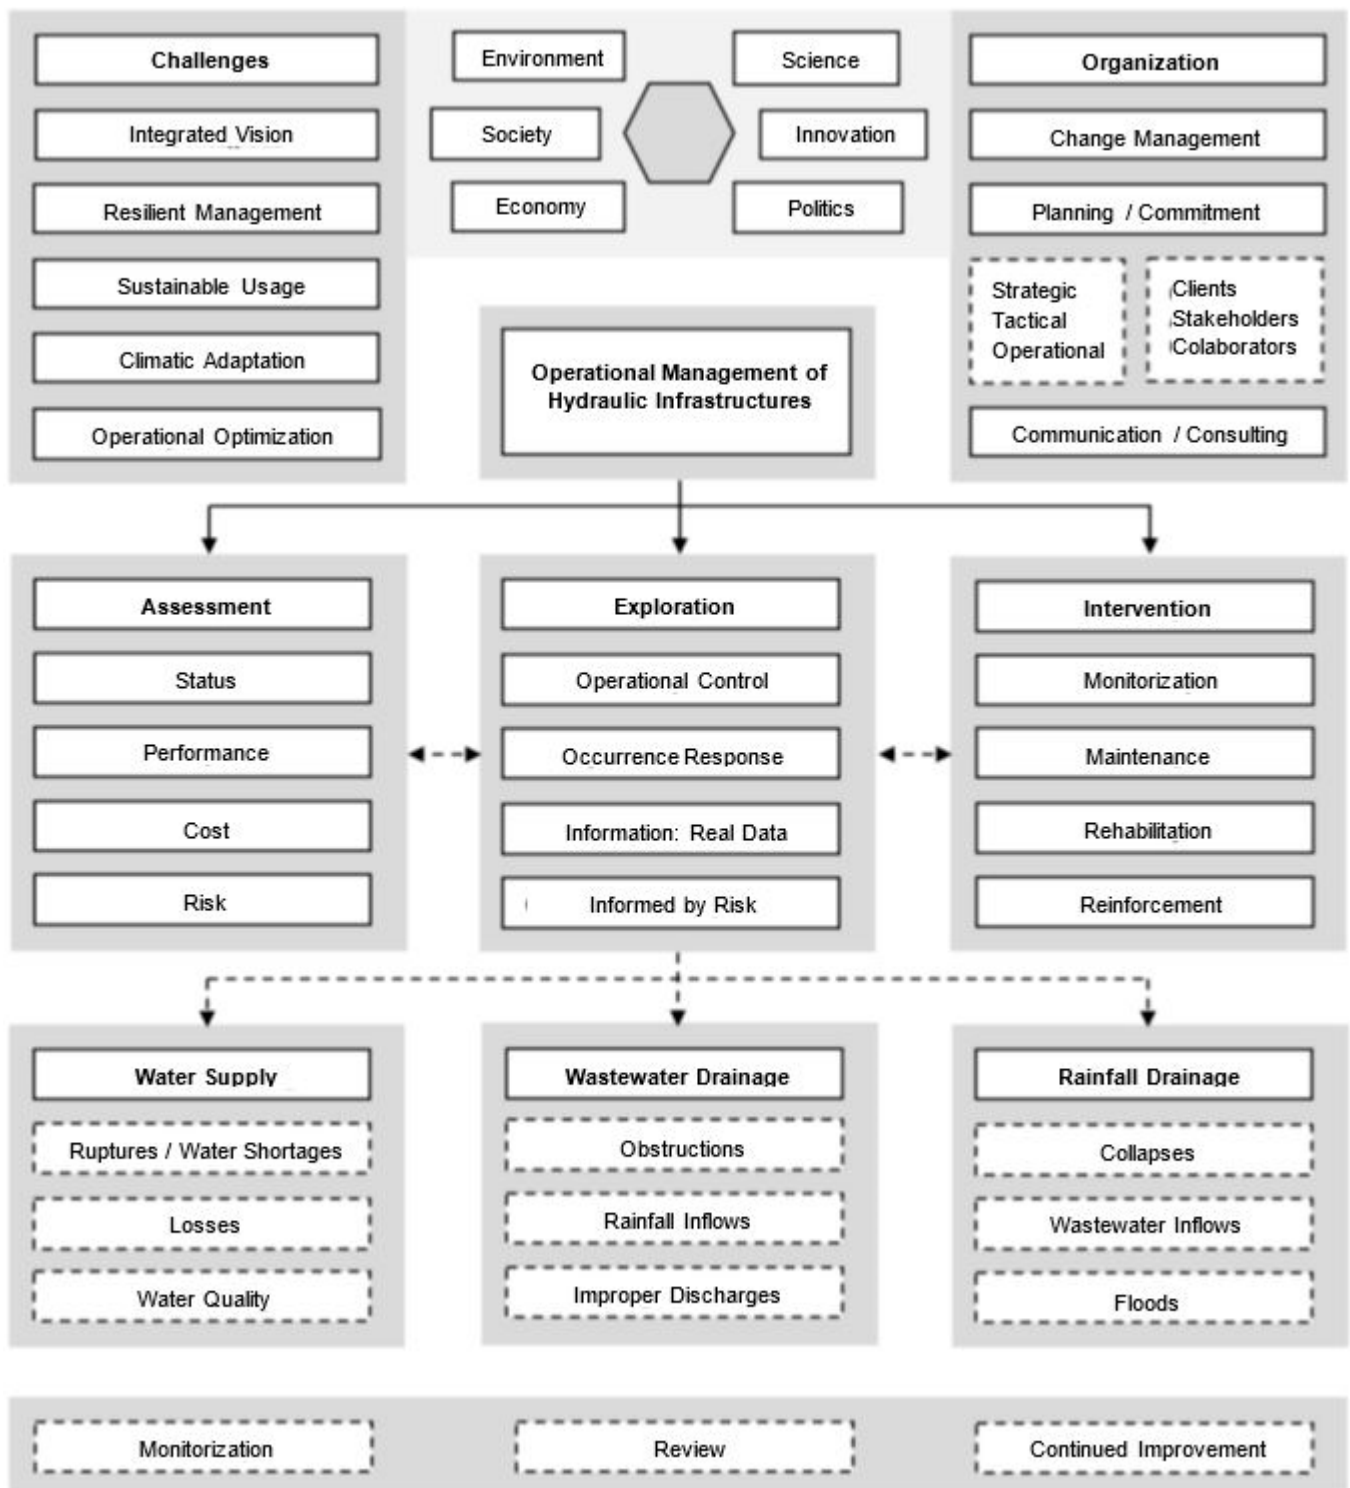 Challenges
Integrated Vision
Resilient Management
Sustainable Usage
Climatic Adaptation
Operational Optimization
Environment
Society
Economy
Science
Innovation
Politics
Organization
Change Management
Planning / Commitment
Strategic
Tactical
Operational
Clients
Stakeholders
Colaborators
Communication / Consulting
Operational Management of
Hydraulic Infrastructures
Assessment
Status
Performance
Cost
Risk
Exploration
Operational Control
Occurrence Response
Information: Real Data
Informed by Risk
Intervention
Monitorization
Maintenance
Rehabilitation
Reinforcement
Water Supply
Ruptures / Water Shortages
Losses
Water Quality
Wastewater Drainage
Obstructions
Rainfall Inflows
Improper Discharges
Rainfall Drainage
Collapses
Wastewater Inflows
Floods
Monitorization
Review
Continued Improvement